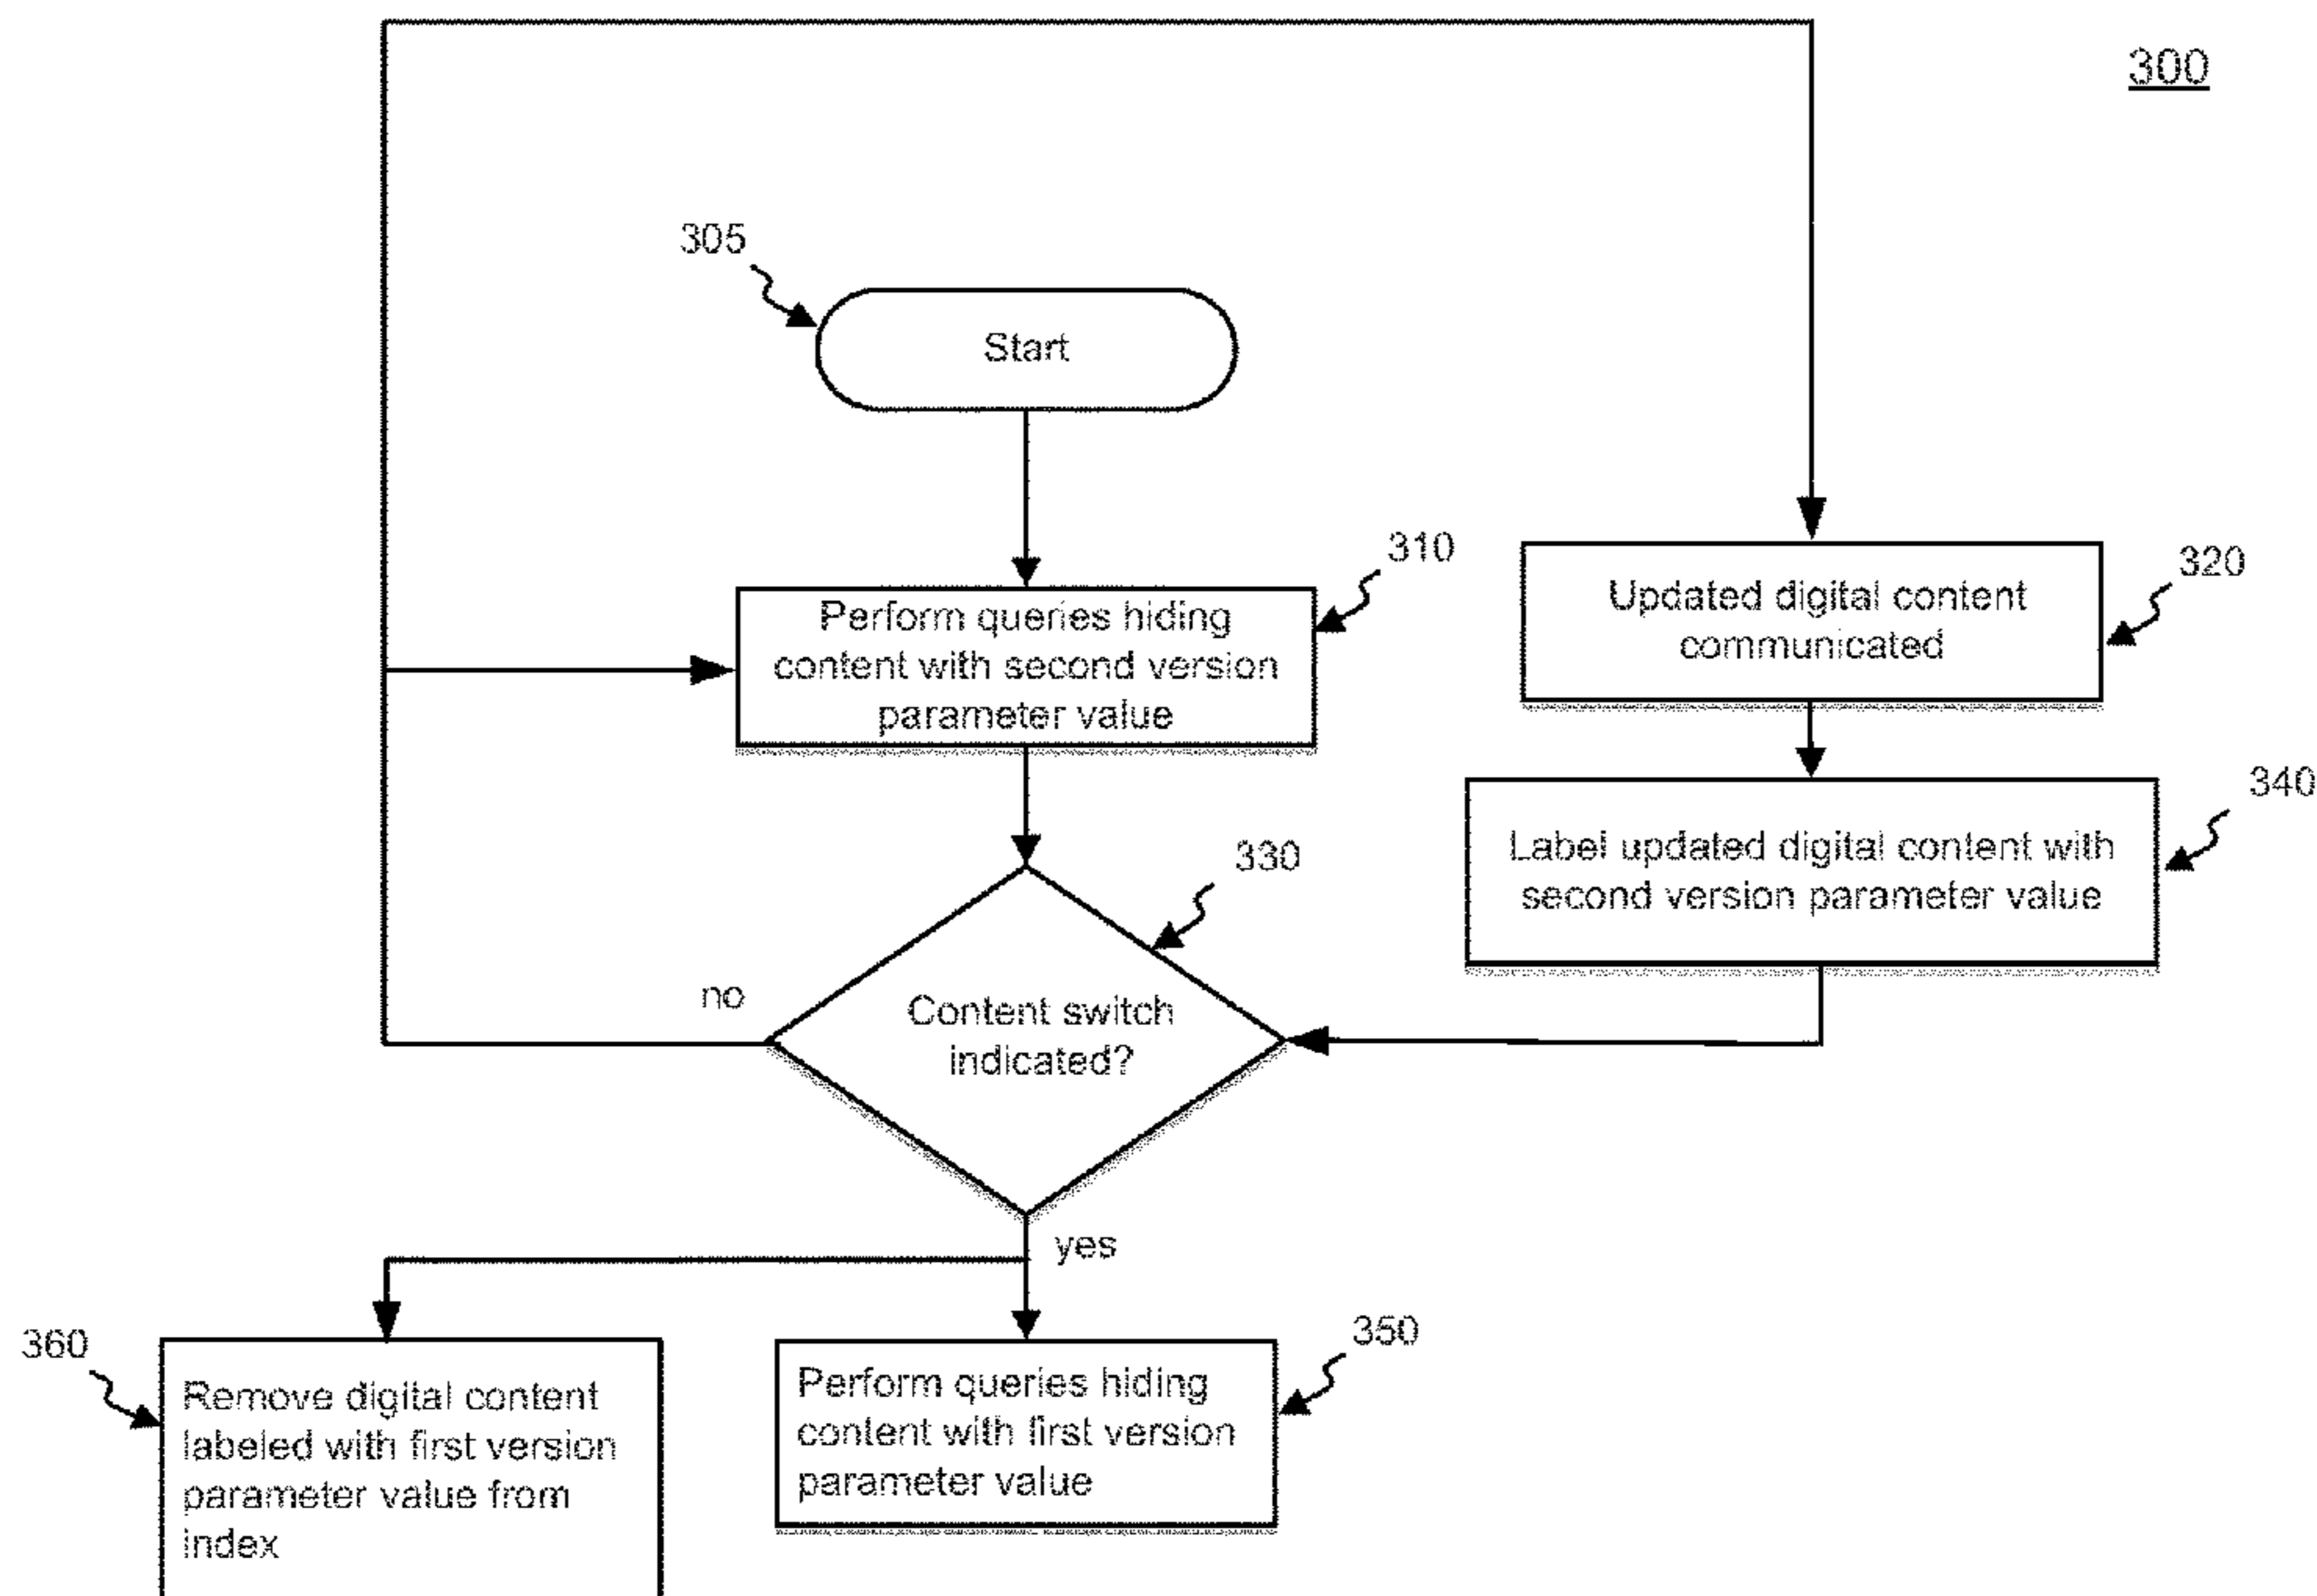 300
305
Start
310
Perform queries hiding
content with second version
parameter value
320
Updated digital content
communicated
340
Label updated digital content with
second version parameter value
330
no
Content switch
indicated?
yes
360
Remove digital content
labeled with first version
parameter value from
index
350
Perform queries hiding
content with first version
parameter value